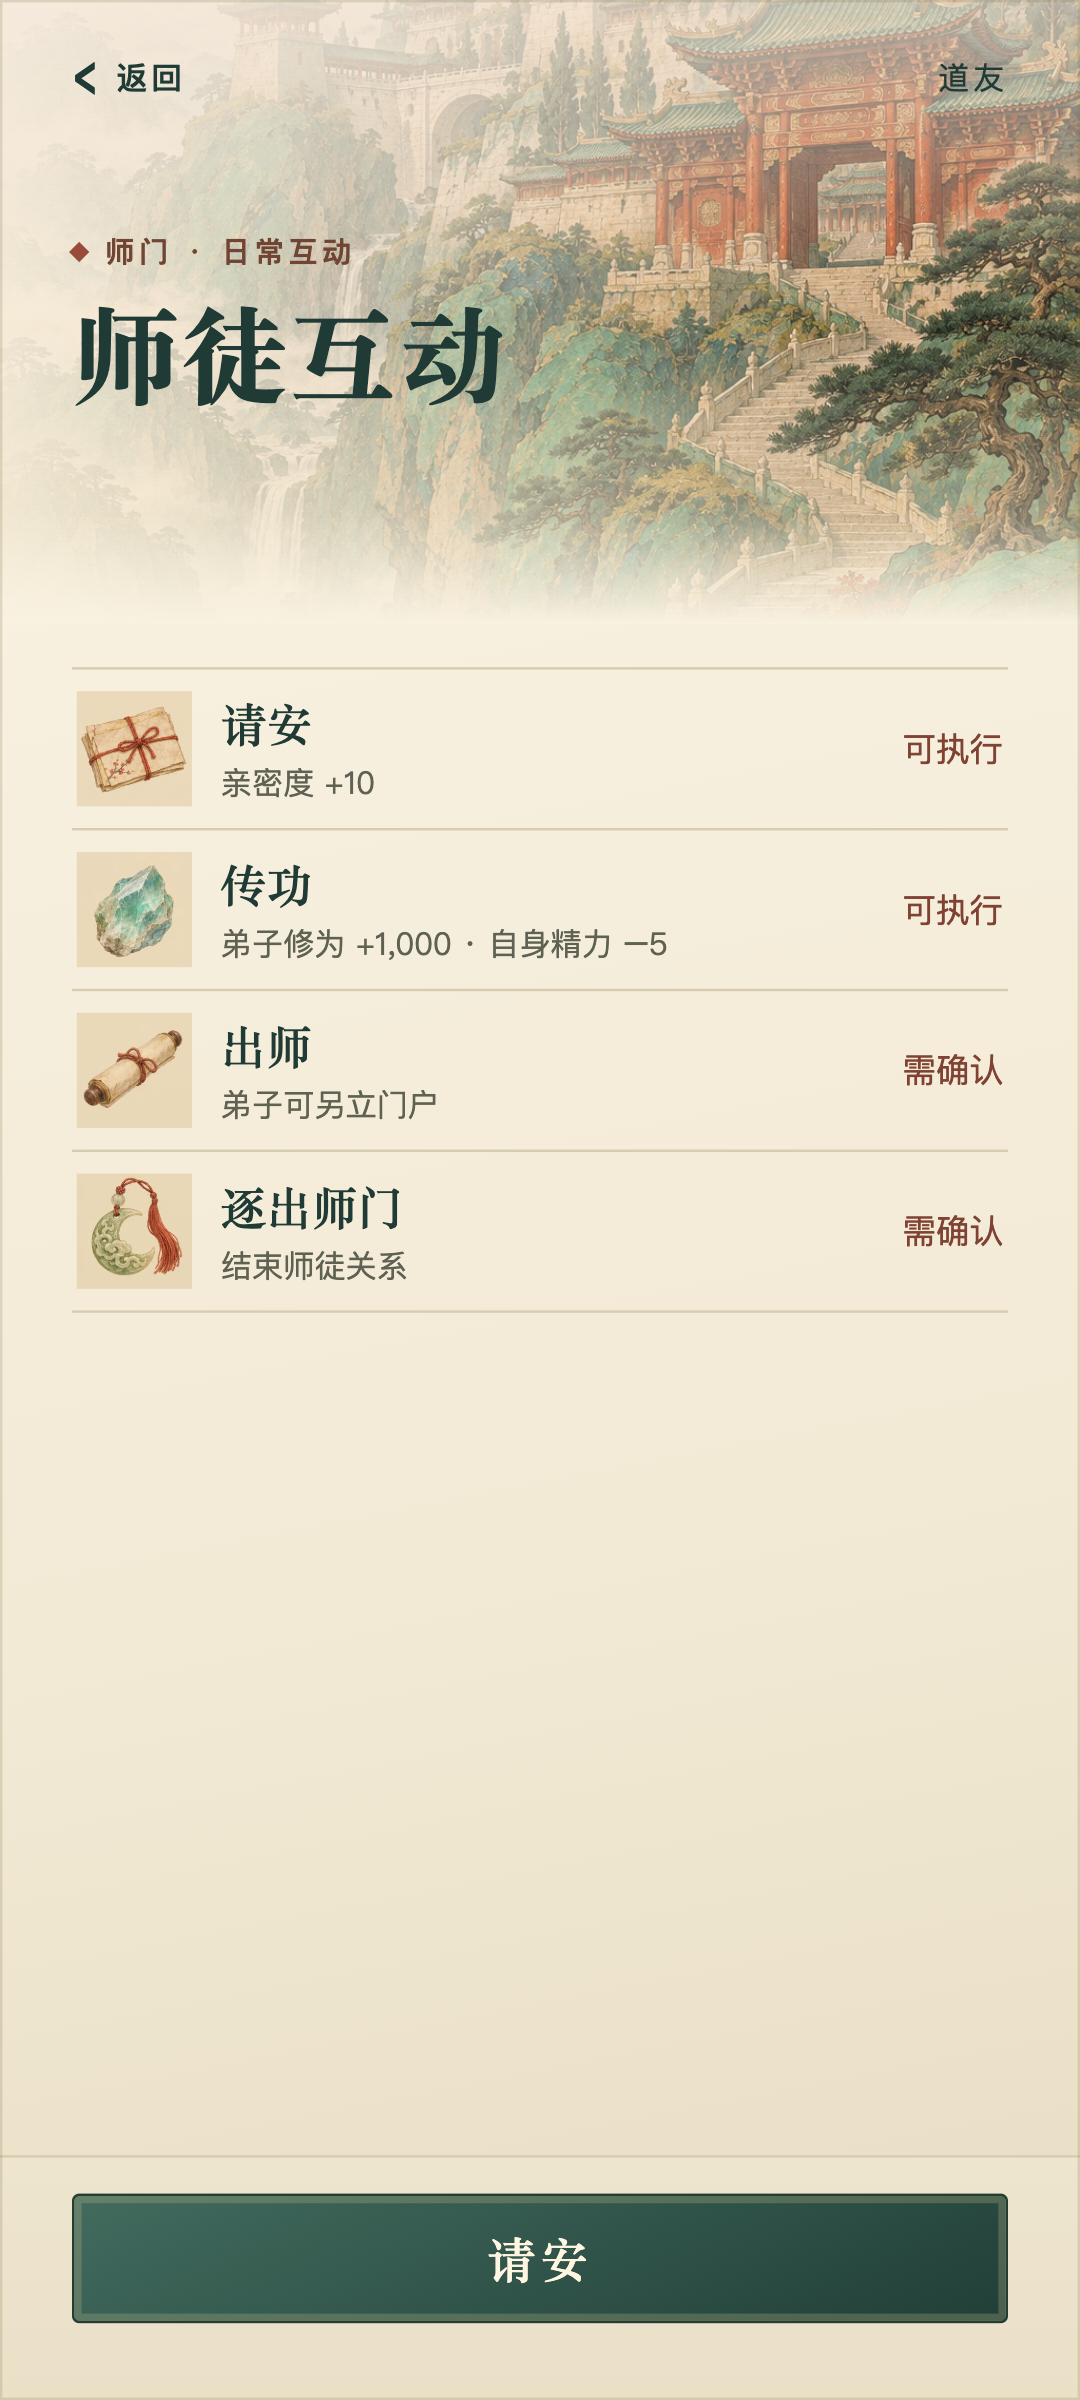 返回
道友
师门 · 日常互动
师徒互动
请安
亲密度 +10
可执行
传功
弟子修为 +1,000 · 自身精力 −5
可执行
出师
弟子可另立门户
需确认
逐出师门
结束师徒关系
需确认
请安